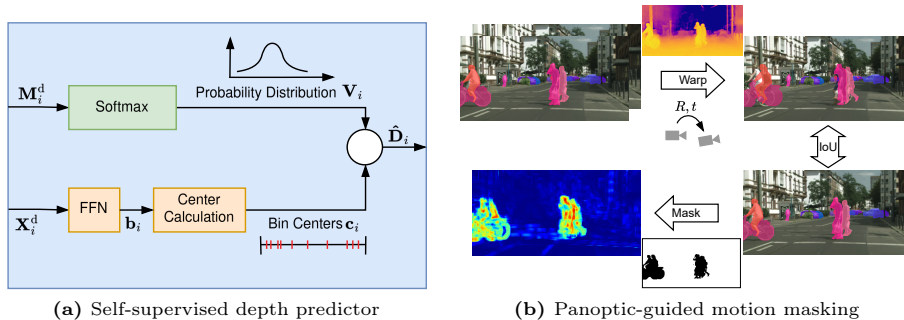 M_i^d
Softmax
Probability Distribution V_i
D̂_i
X_i^d
FFN
b_i
Center
Calculation
Bin Centers c_i
(a) Self-supervised depth predictor
Warp
R, t
IoU
Mask
(b) Panoptic-guided motion masking